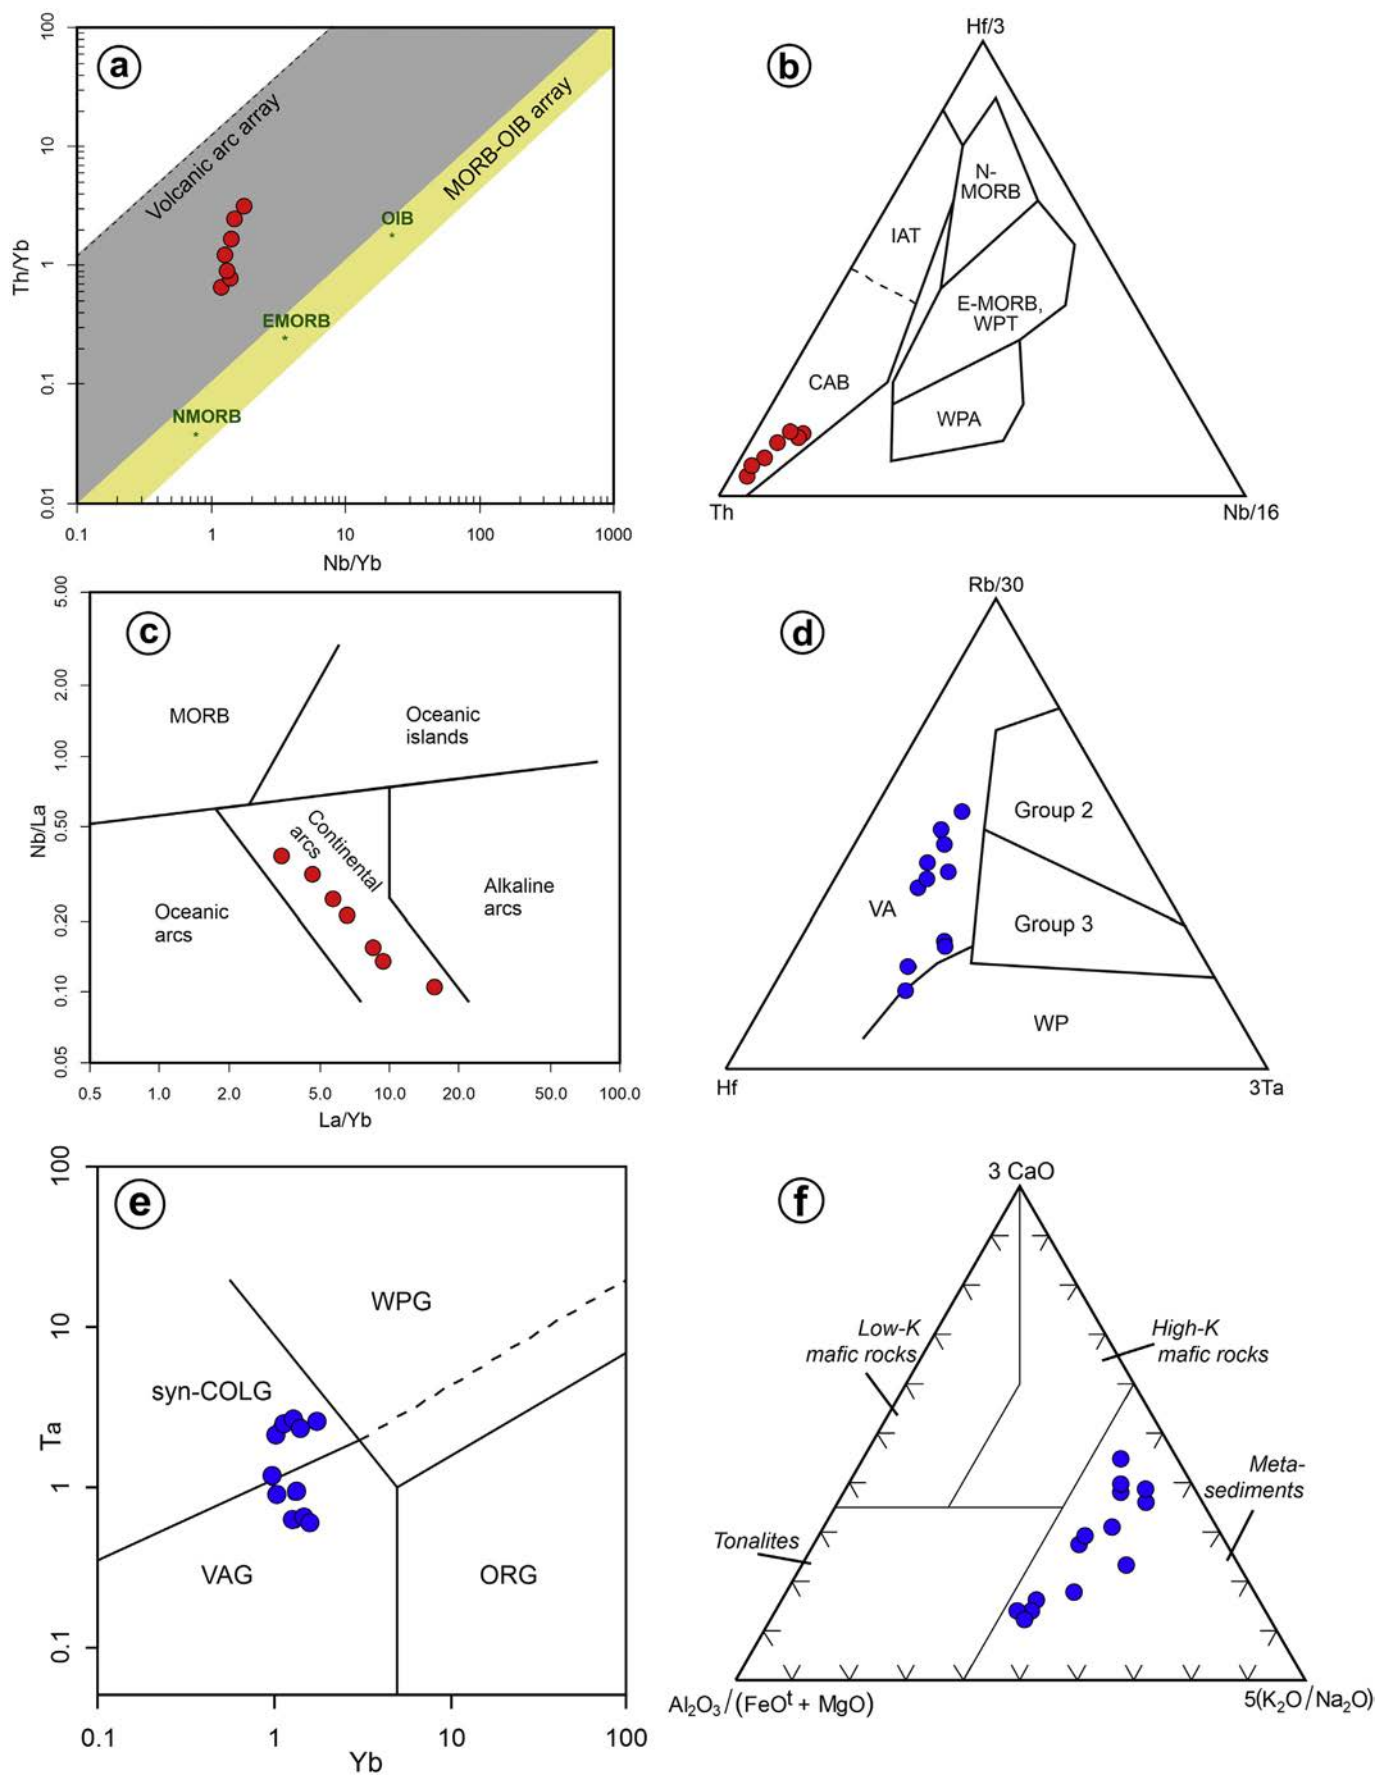 a
100
10
1
0.1
0.01
Th/Yb
Volcanic arc array
MORB-OIB array
OIB
*
EMORB
*
NMORB
*
0.1
1
10
100
1000
Nb/Yb
b
Hf/3
N-
MORB
IAT
E-MORB,
WPT
CAB
WPA
Th
Nb/16
c
5.00
2.00
1.00
0.50
0.20
0.10
0.05
Nb/La
MORB
Oceanic
islands
Continental
arcs
Oceanic
arcs
Alkaline
arcs
0.5
1.0
2.0
5.0
10.0
20.0
50.0
100.0
La/Yb
d
Rb/30
Group 2
VA
Group 3
WP
Hf
3Ta
e
100
10
1
0.1
Ta
WPG
syn-COLG
VAG
ORG
0.1
1
10
100
Yb
f
3 CaO
Low-K
mafic rocks
High-K
mafic rocks
Meta-
sediments
Tonalites
Al₂O₃/(FeOᵗ + MgO)
5(K₂O/Na₂O)